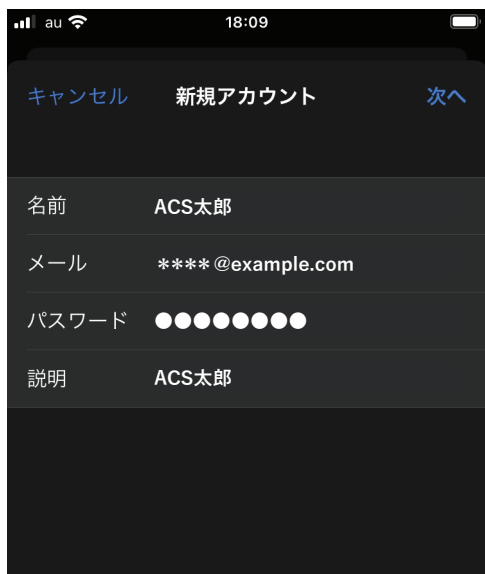 au 18:09
キャンセル 新規アカウント 次へ
名前 ACS太郎
メール ****@example.com
パスワード ●●●●●●●●
説明 ACS太郎